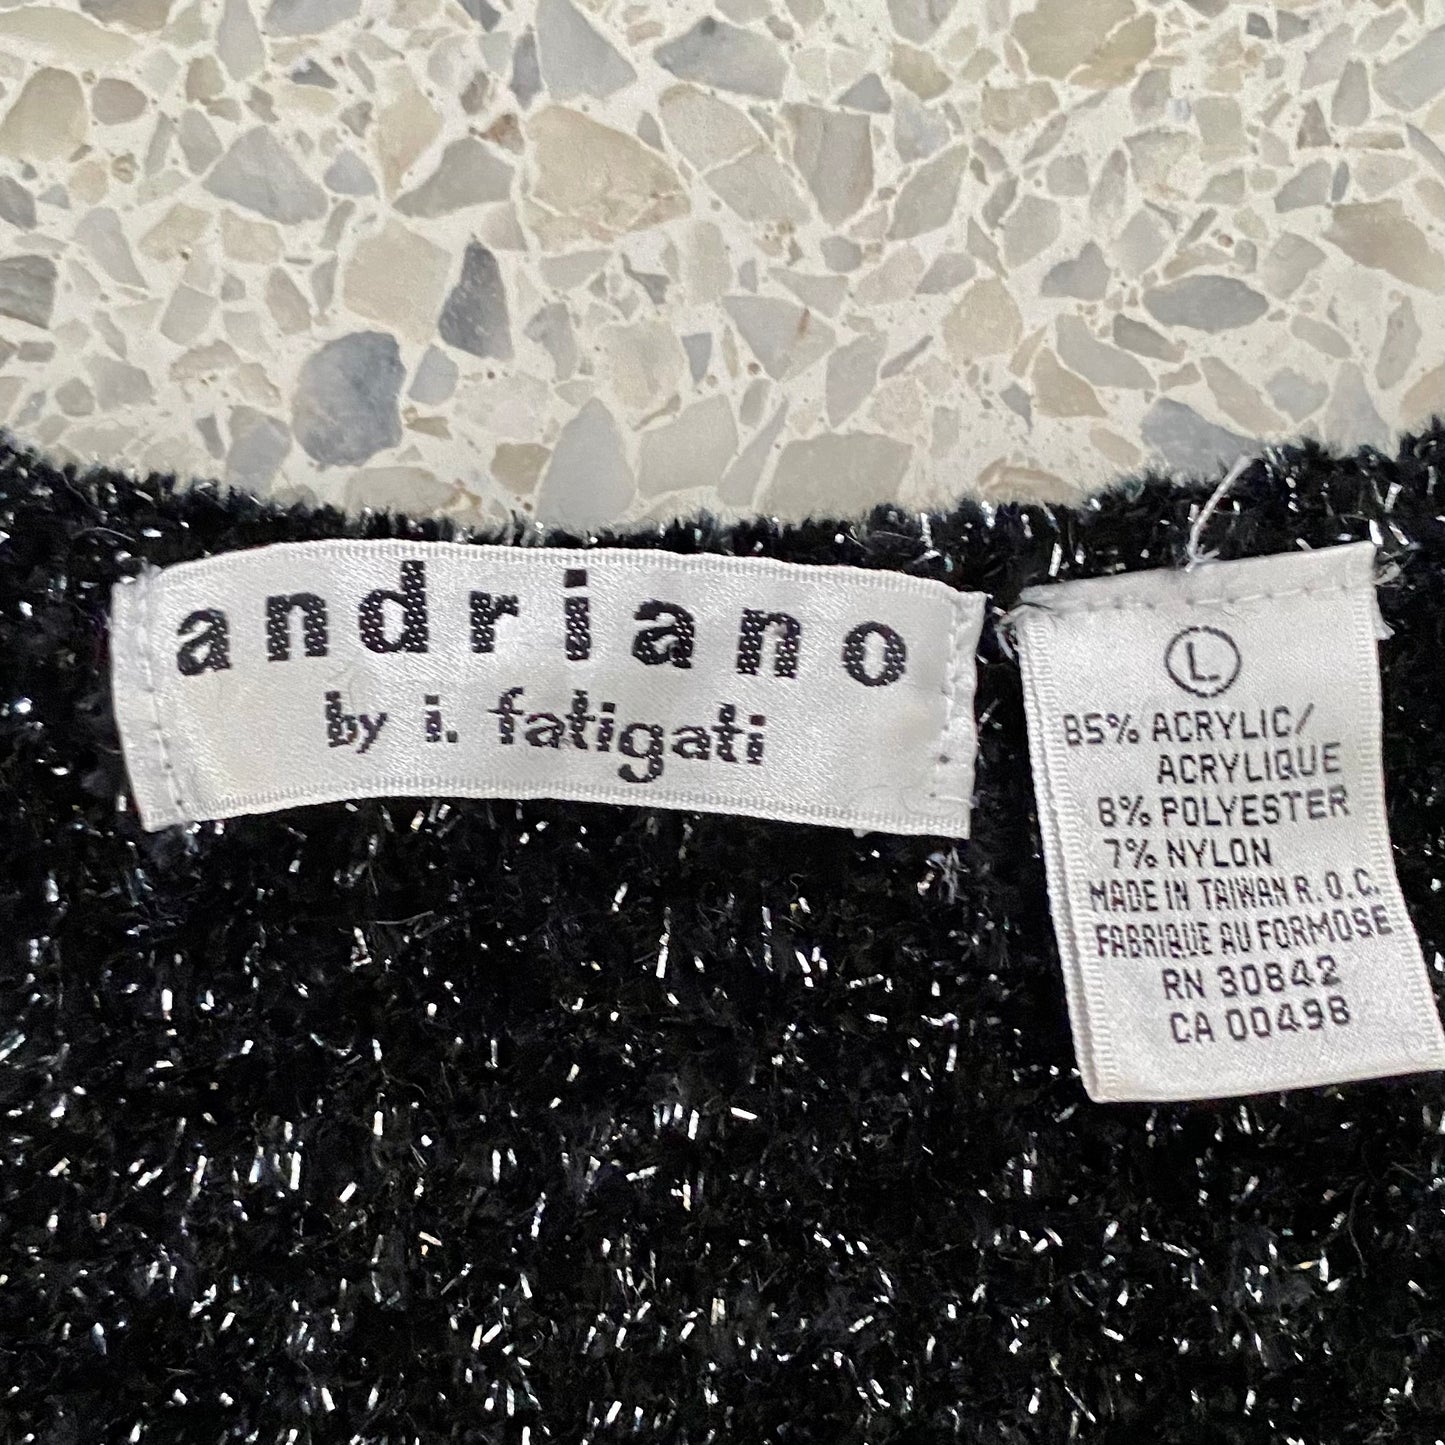 andriano
by i. fatigati
L
85% ACRYLIC/
ACRYLIQUE
8% POLYESTER
7% NYLON
MADE IN TAIWAN R.O.C.
FABRIQUE AU FORMOSE
RN 30842
CA 00498